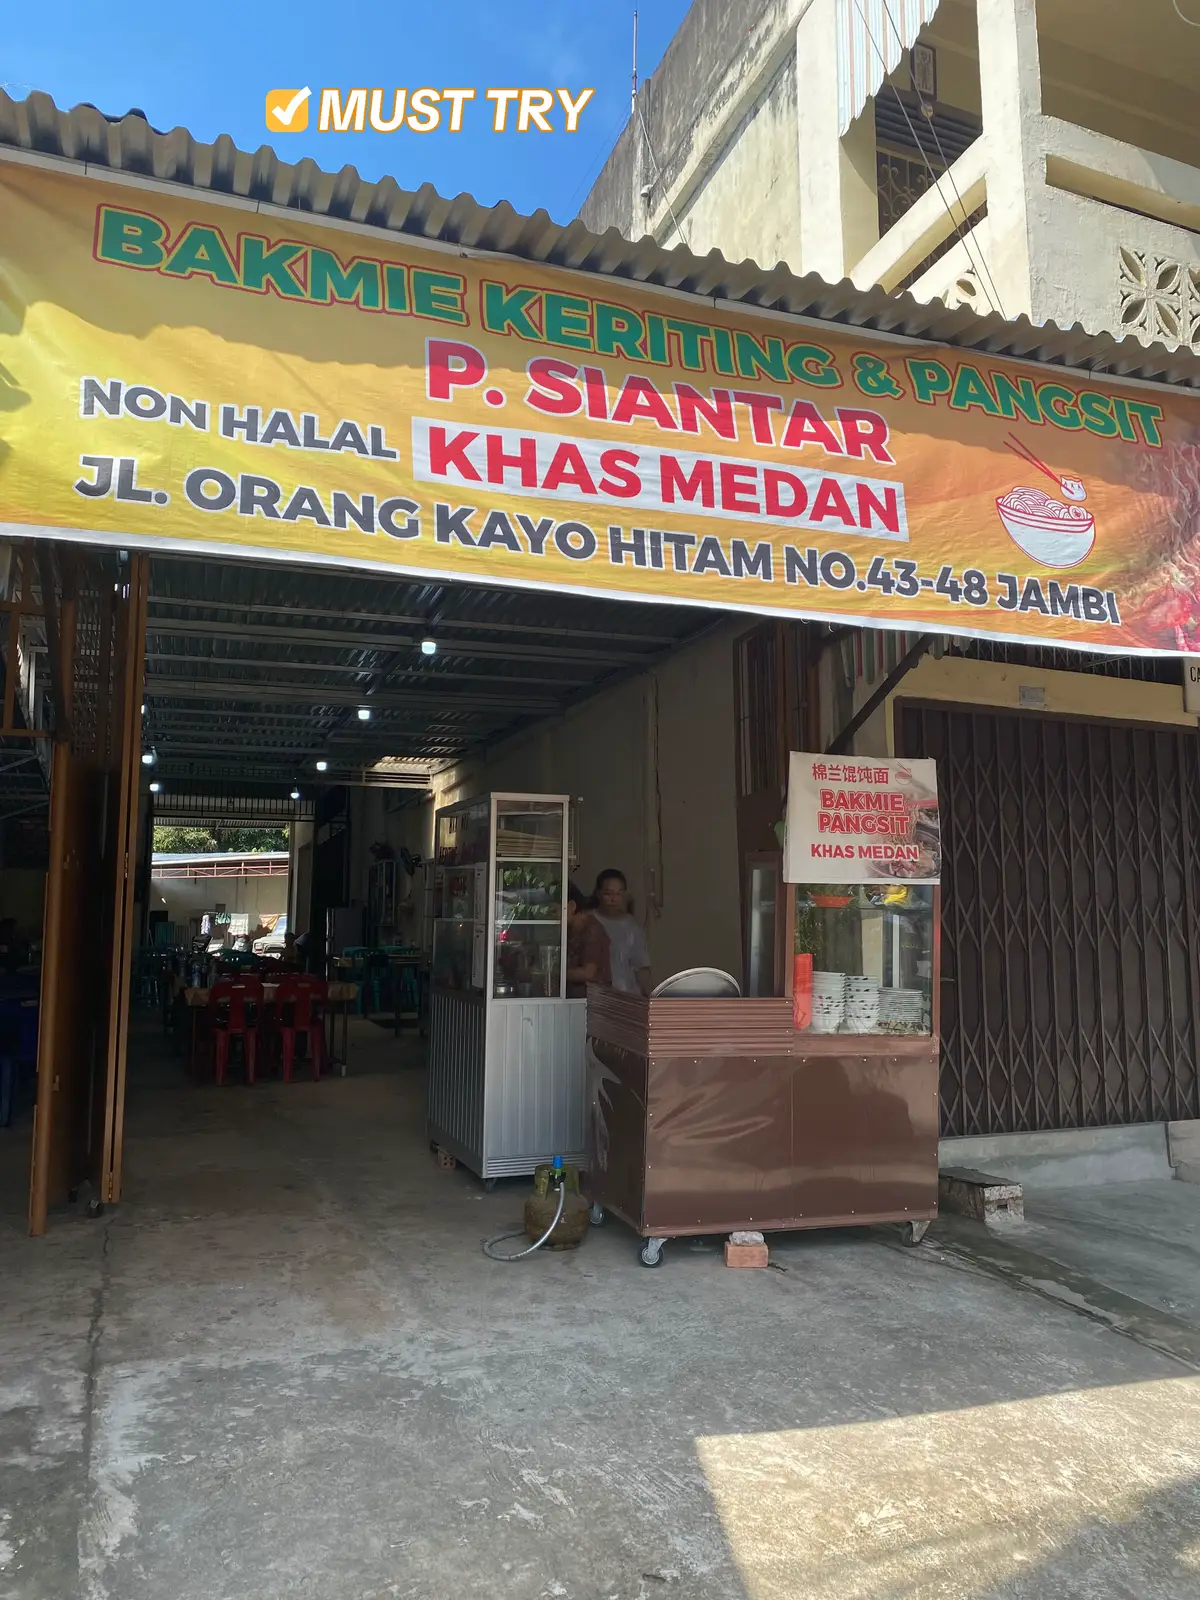 MUST TRY
BAKMIE KERITING & PANGSIT
P. SIANTAR
NON HALAL KHAS MEDAN
JL. ORANG KAYO HITAM NO.43-48 JAMBI
棉兰馄饨面
BAKMIE
PANGSIT
KHAS MEDAN